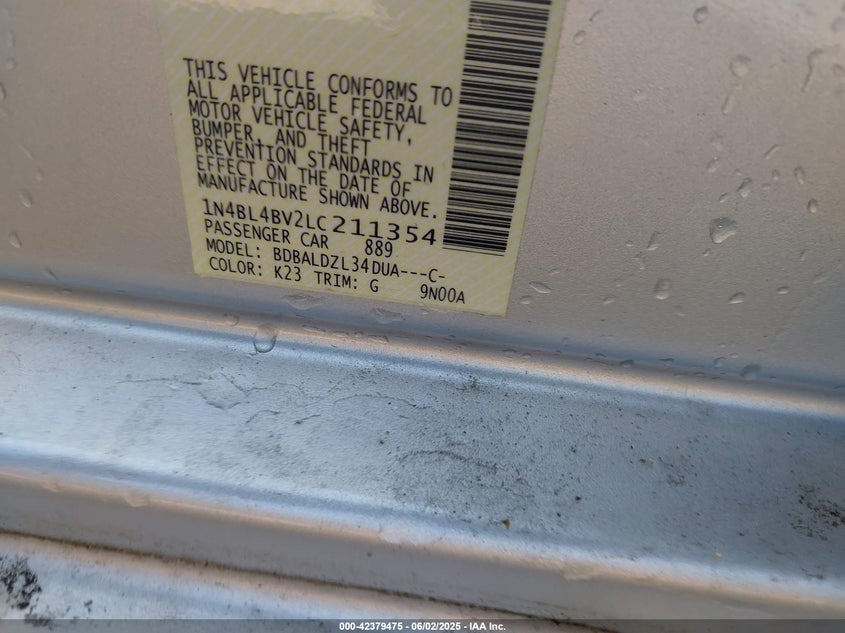 THIS VEHICLE CONFORMS TO
ALL APPLICABLE FEDERAL
MOTOR VEHICLE SAFETY,
BUMPER, AND THEFT
PREVENTION STANDARDS IN
EFFECT ON THE DATE OF
MANUFACTURE SHOWN ABOVE.
1N4BL4BV2LC211354
PASSENGER CAR 889
MODEL: BDBALDZL34DUA---C-
COLOR: K23 TRIM: G 9N00A
000-42379475 - 06/02/2025 - IAA Inc.